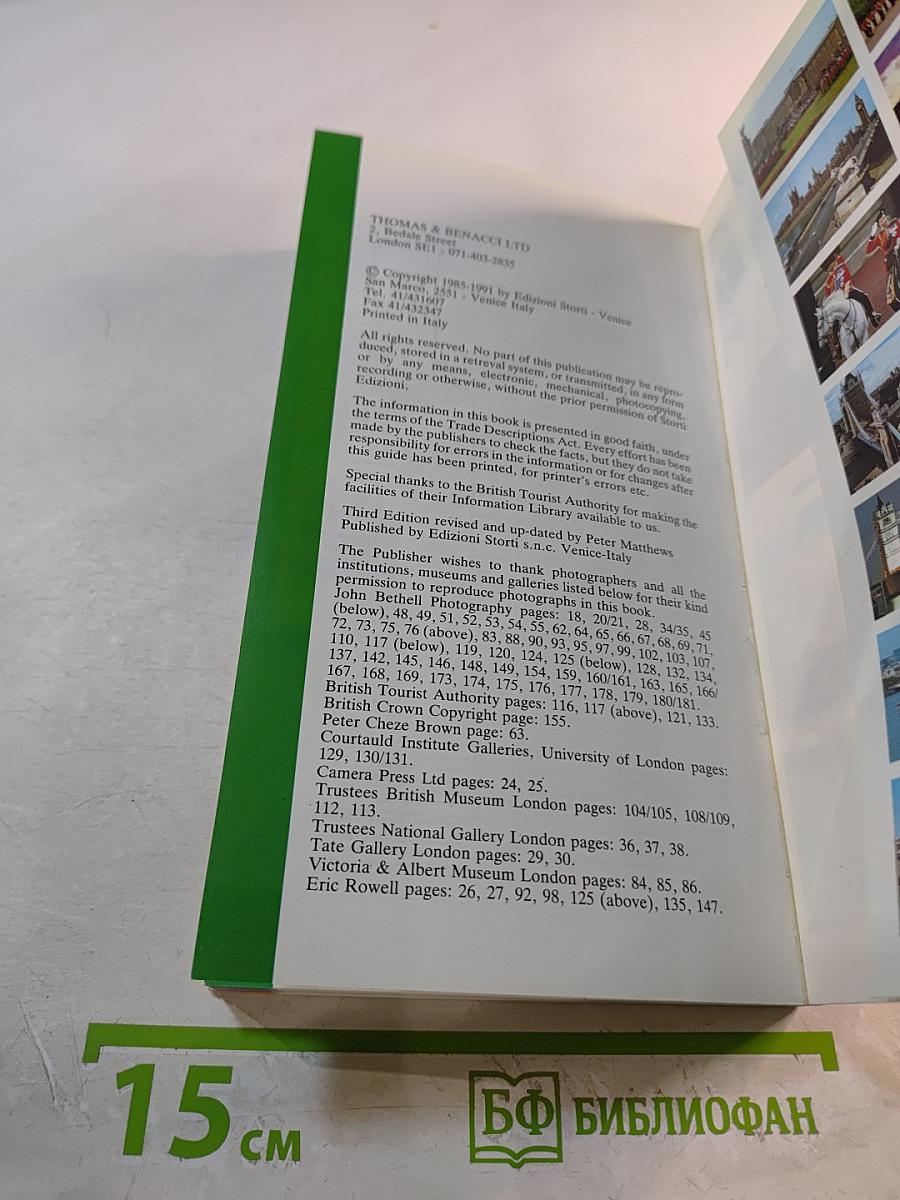 THOMAS & BENACCI LTD
2, Bedale Street
London SE1 - 071-403-2835
© Copyright 1985-1991 by Edizioni Storti - Venice
San Marco, 2551 - Venice Italy
Tel. 41/431607
Fax 41/432347
Printed in Italy
All rights reserved. No part of this publication may be repro-
duced, stored in a retreval system, or transmitted, in any form
or by any means, electronic, mechanical, photocopying,
recording or otherwise, without the prior permission of Storti
Edizioni.
The information in this book is presented in good faith, under
the terms of the Trade Descriptions Act. Every effort has been
made by the publishers to check the facts, but they do not take
responsibility for errors in the information or for changes after
this guide has been printed, for printer's errors etc.
Special thanks to the British Tourist Authority for making the
facilities of their Information Library available to us.
Third Edition revised and up-dated by Peter Matthews
Published by Edizioni Storti s.n.c. Venice-Italy
The Publisher wishes to thank photographers and all the
institutions, museums and galleries listed below for their kind
permission to reproduce photographs in this book.
John Bethell Photography pages: 18, 20/21, 28, 34/35, 45
(below), 48, 49, 51, 52, 53, 54, 55, 62, 64, 65, 66, 67, 68, 69, 71,
72, 73, 75, 76 (above), 83, 88, 90, 93, 95, 97, 99, 102, 103, 107,
110, 117 (below), 119, 120, 124, 125 (below), 128, 132, 134,
137, 142, 145, 146, 148, 149, 154, 159, 160/161, 163, 165, 166/
167, 168, 169, 173, 174, 175, 176, 177, 178, 179, 180/181.
British Tourist Authority pages: 116, 117 (above), 121, 133.
British Crown Copyright page: 155.
Peter Cheze Brown page: 63.
Courtauld Institute Galleries, University of London pages:
129, 130/131.
Camera Press Ltd pages: 24, 25.
Trustees British Museum London pages: 104/105, 108/109,
112, 113.
Trustees National Gallery London pages: 36, 37, 38.
Tate Gallery London pages: 29, 30.
Victoria & Albert Museum London pages: 84, 85, 86.
Eric Rowell pages: 26, 27, 92, 98, 125 (above), 135, 147.
15 см
БФ БИБЛИОФАН